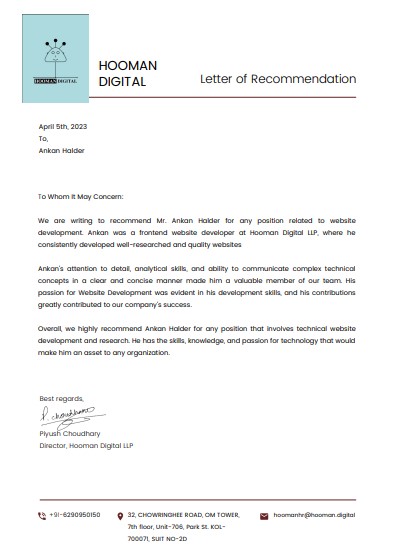 HOOMAN DIGITAL
HOOMAN
DIGITAL
Letter of Recommendation
April 5th, 2023
To,
Ankan Halder
To Whom It May Concern:
We are writing to recommend Mr. Ankan Halder for any position related to website
development. Ankan was a frontend website developer at Hooman Digital LLP, where he
consistently developed well-researched and quality websites
Ankan's attention to detail, analytical skills, and ability to communicate complex technical
concepts in a clear and concise manner made him a valuable member of our team. His
passion for Website Development was evident in his development skills, and his contributions
greatly contributed to our company's success.
Overall, we highly recommend Ankan Halder for any position that involves technical website
development and research. He has the skills, knowledge, and passion for technology that would
make him an asset to any organization.
Best regards,
P. Choudhary
Piyush Choudhary
Director, Hooman Digital LLP
+91-6290950150
32, CHOWRINGHEE ROAD, OM TOWER,
7th floor, Unit-706, Park St. KOL-
700071, SUIT NO-2D
hoomanhr@hooman.digital